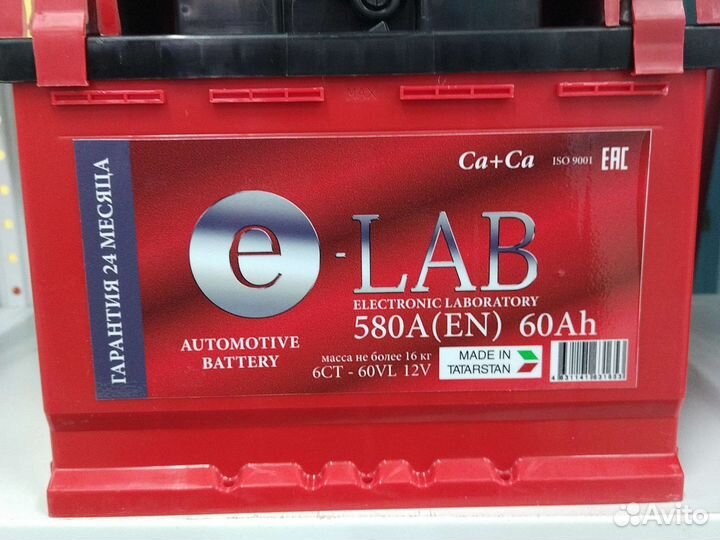 MAX
Ca+Ca ISO 9001 EAC
ГАРАНТИЯ 24 МЕСЯЦА
e-LAB
ELECTRONIC LABORATORY
580A(EN) 60Ah
AUTOMOTIVE
BATTERY
масса не более 16 кг
6СТ - 60VL 12V
MADE IN
TATARSTAN
Avito